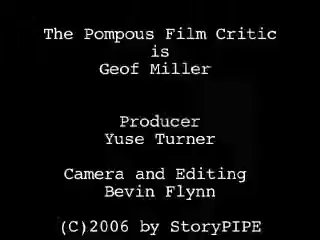 The Pompous Film Critic
is
Geof Miller
Producer
Yuse Turner
Camera and Editing
Bevin Flynn
(C)2006 by StoryPIPE